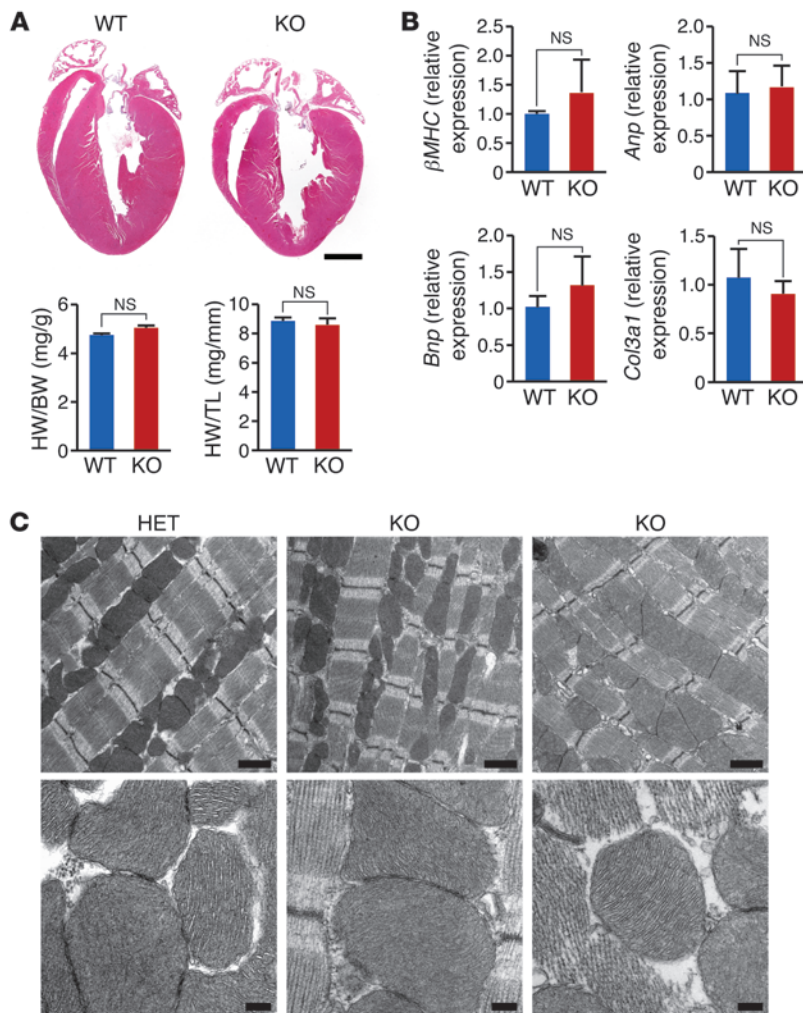 A
WT
KO
NS
HW/BW (mg/g)
6
4
2
0
WT
KO
NS
HW/TL (mg/mm)
10
8
6
4
2
0
WT
KO
B
NS
βMHC (relative
expression)
2.5
2.0
1.5
1.0
0.5
0
WT
KO
NS
Anp (relative
expression)
2.0
1.5
1.0
0.5
0
WT
KO
NS
Bnp (relative
expression)
2.0
1.5
1.0
0.5
0
WT
KO
NS
Col3a1 (relative
expression)
1.5
1.0
0.5
0
WT
KO
C
HET
KO
KO